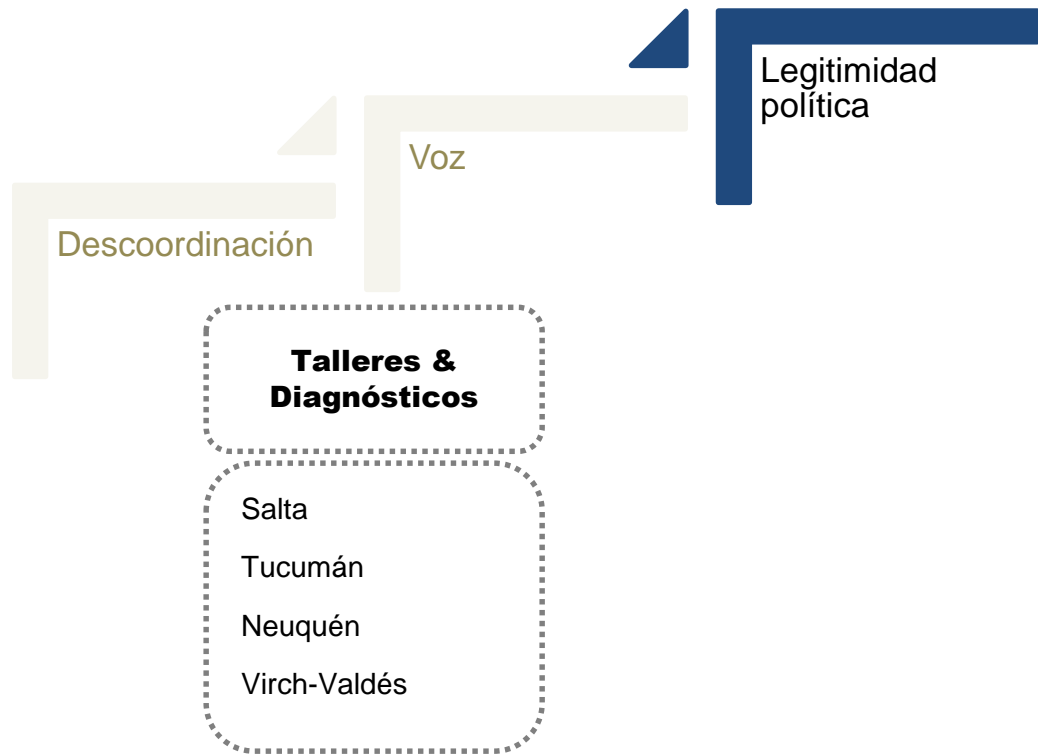 Legitimidad
política
Voz
Descoordinación
Talleres &
Diagnósticos
Salta
Tucumán
Neuquén
Virch-Valdés